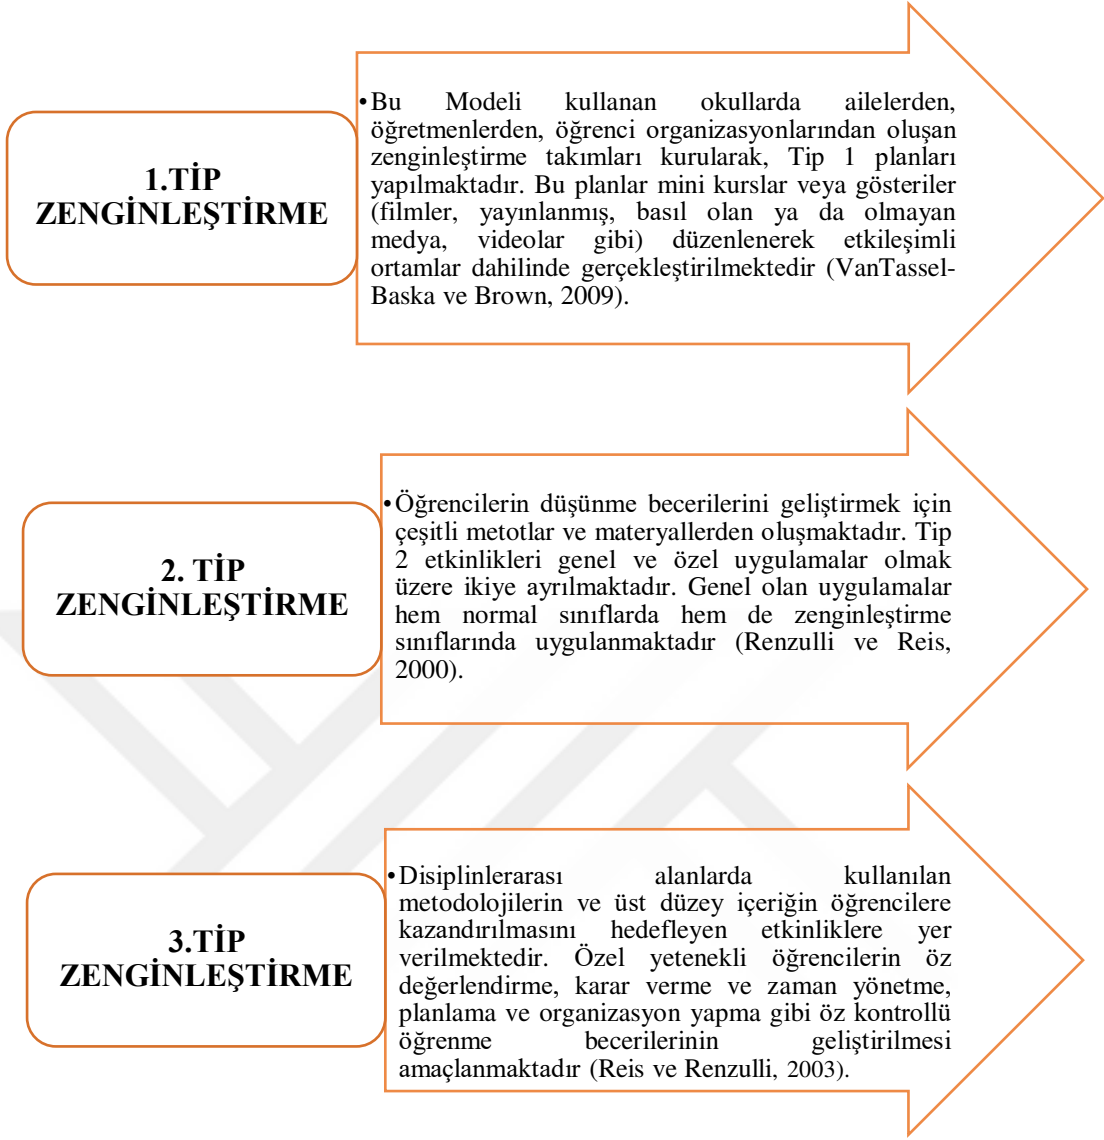 1.TİP
ZENGİNLEŞTİRME
•Bu Modeli kullanan okullarda ailelerden,
öğretmenlerden, öğrenci organizasyonlarından oluşan
zenginleştirme takımları kurularak, Tip 1 planları
yapılmaktadır. Bu planlar mini kurslar veya gösteriler
(filmler, yayınlanmış, basıl olan ya da olmayan
medya, videolar gibi) düzenlenerek etkileşimli
ortamlar dahilinde gerçekleştirilmektedir (VanTassel-
Baska ve Brown, 2009).
2. TİP
ZENGİNLEŞTİRME
•Öğrencilerin düşünme becerilerini geliştirmek için
çeşitli metotlar ve materyallerden oluşmaktadır. Tip
2 etkinlikleri genel ve özel uygulamalar olmak
üzere ikiye ayrılmaktadır. Genel olan uygulamalar
hem normal sınıflarda hem de zenginleştirme
sınıflarında uygulanmaktadır (Renzulli ve Reis,
2000).
3.TİP
ZENGİNLEŞTİRME
•Disiplinlerarası alanlarda kullanılan
metodolojilerin ve üst düzey içeriğin öğrencilere
kazandırılmasını hedefleyen etkinliklere yer
verilmektedir. Özel yetenekli öğrencilerin öz
değerlendirme, karar verme ve zaman yönetme,
planlama ve organizasyon yapma gibi öz kontrollü
öğrenme becerilerinin geliştirilmesi
amaçlanmaktadır (Reis ve Renzulli, 2003).